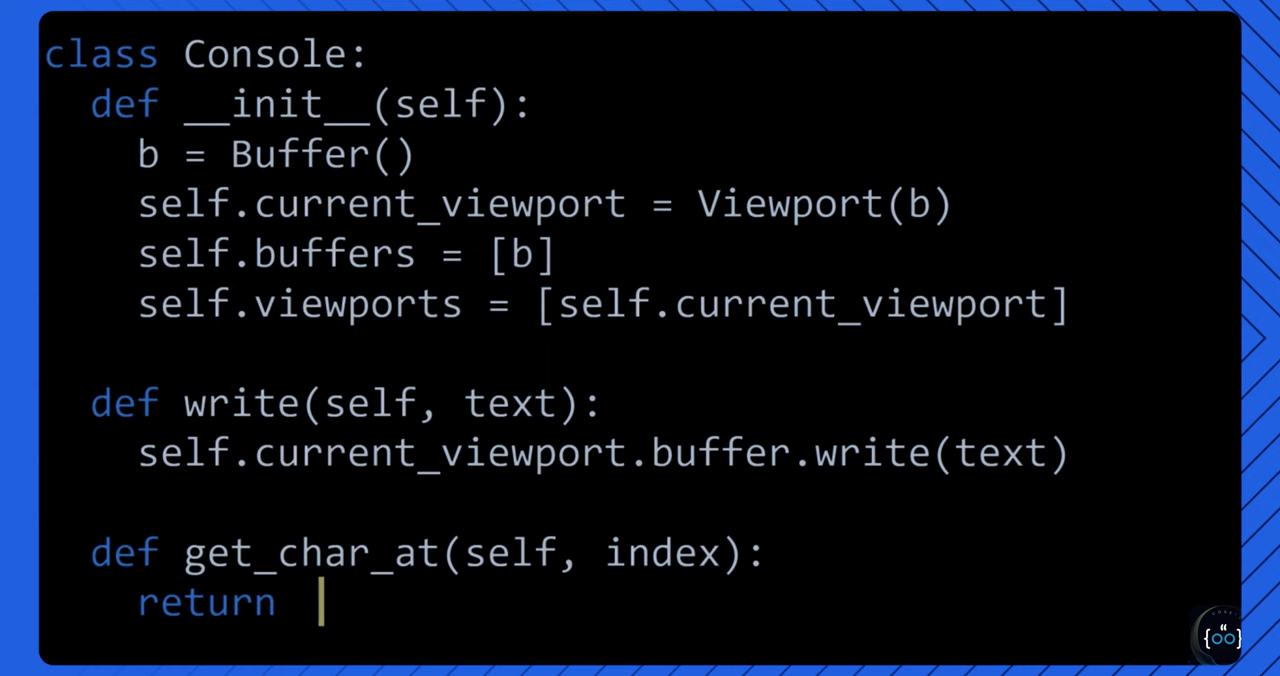 class Console:
  def __init__(self):
    b = Buffer()
    self.current_viewport = Viewport(b)
    self.buffers = [b]
    self.viewports = [self.current_viewport]

  def write(self, text):
    self.current_viewport.buffer.write(text)

  def get_char_at(self, index):
    return